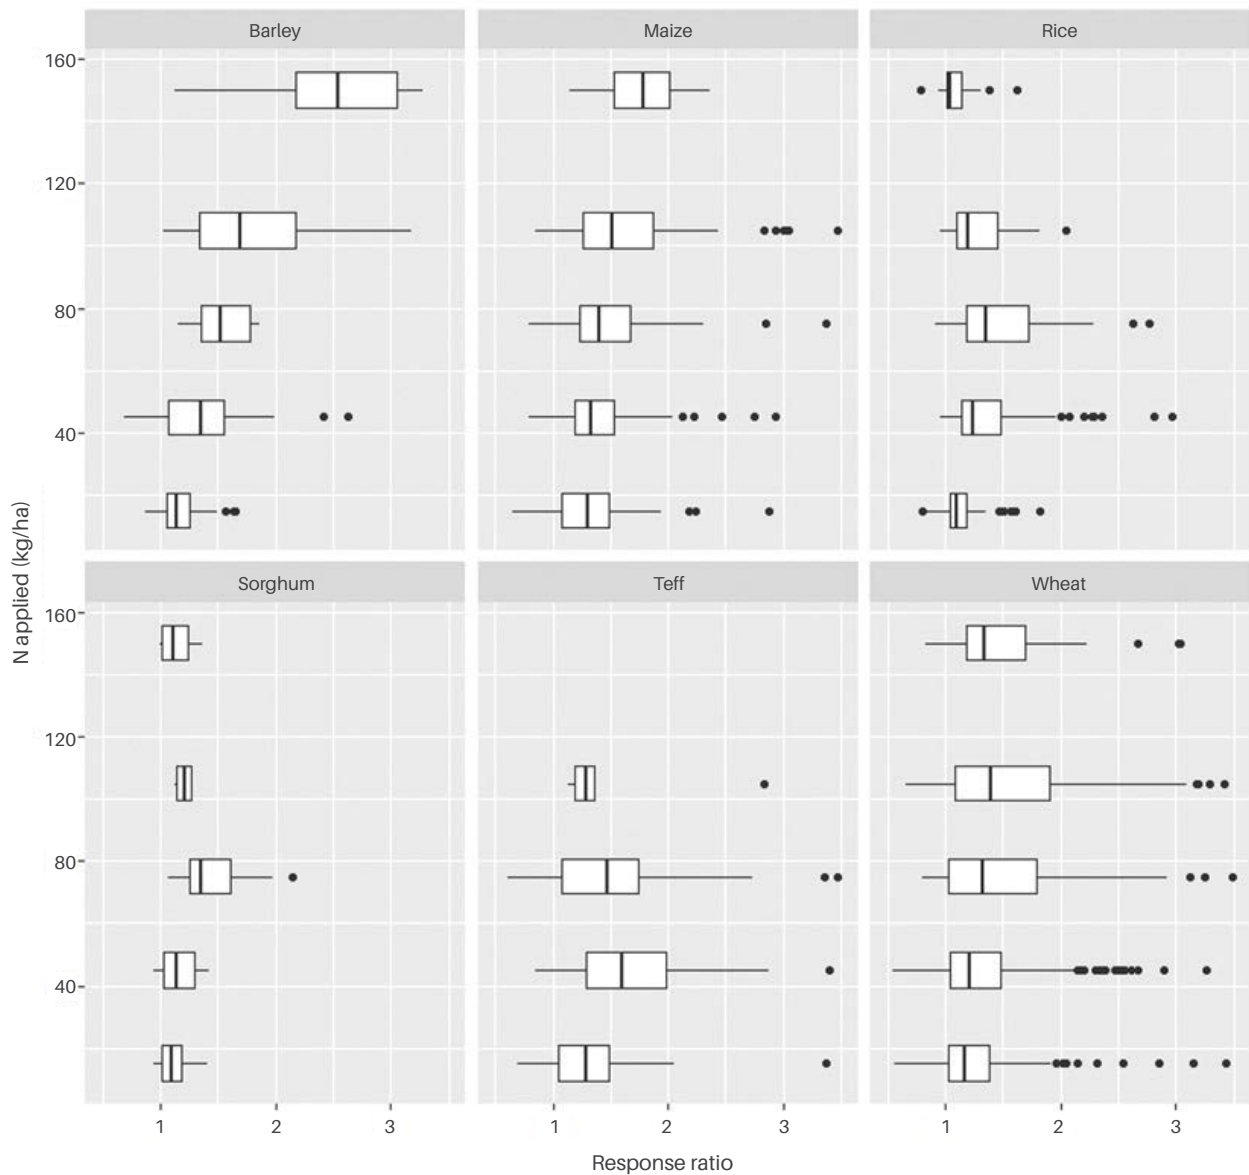 Barley Maize Rice
160
120
80
40
N applied (kg/ha)
Sorghum Teff Wheat
160
120
80
40
1 2 3 1 2 3 1 2 3
Response ratio